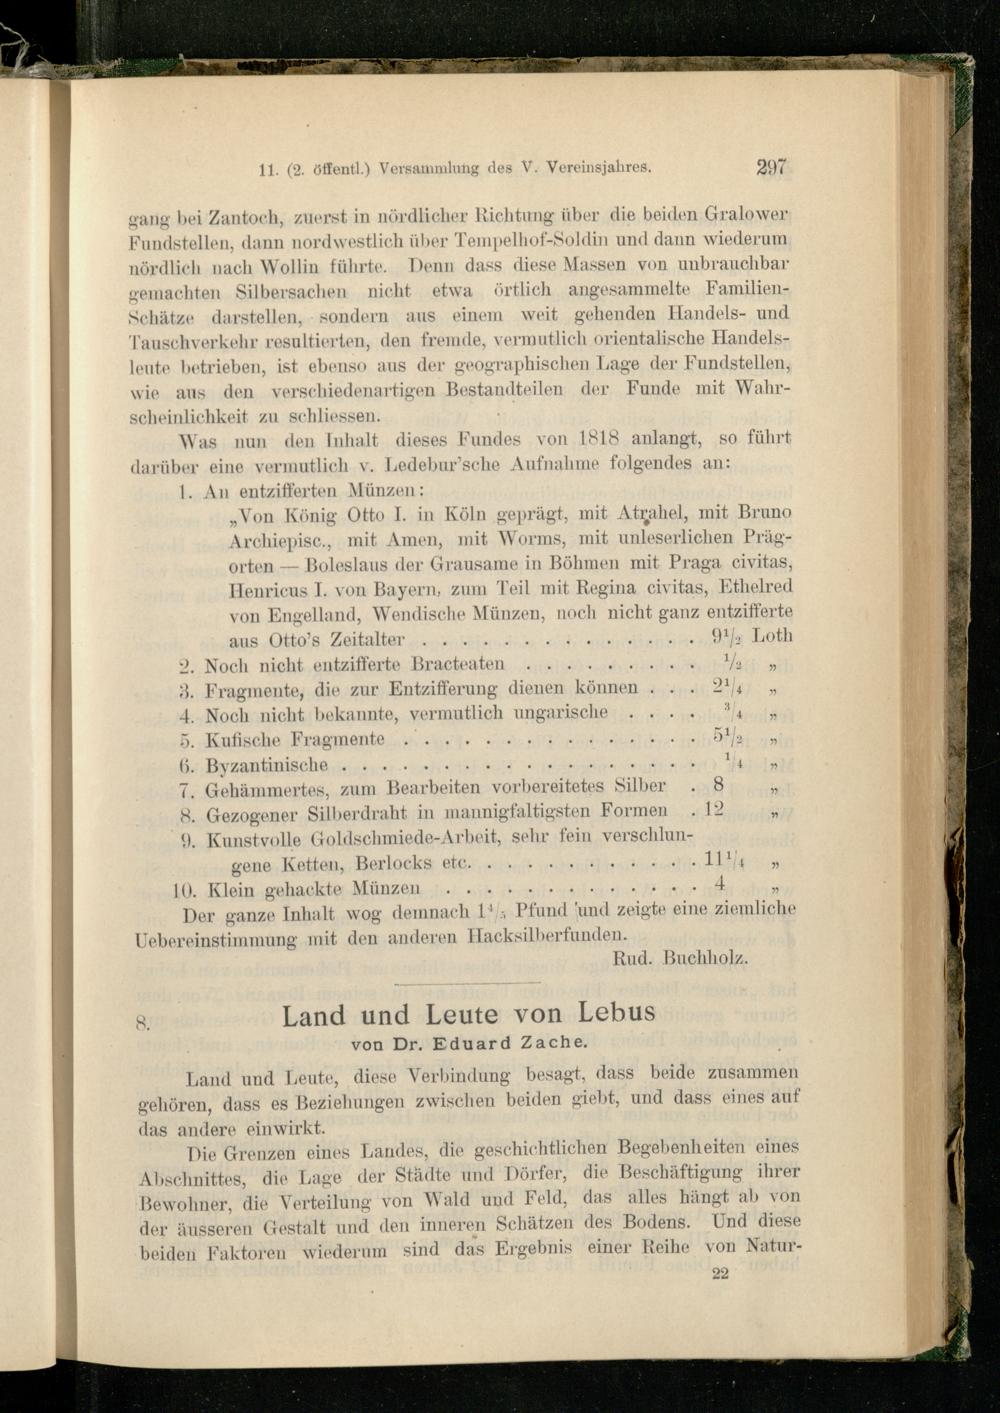 11. (2. öffentl.) Versammlung des V. Vereinsjahres. 297
gang bei Zantoch, zuerst in nördlicher Richtung über die beiden Gralower
Fundstellen, dann nordwestlich über Tempelhof-Soldin und dann wiederum
nördlich nach Wollin führte. Denn dass diese Massen von unbrauchbar
gemachten Silbersachen nicht etwa örtlich angesammelte Familien-
Schätze darstellen, sondern aus einem weit gehenden Handels- und
Tauschverkehr resultierten, den fremde, vermutlich orientalische Handels-
leute betrieben, ist ebenso aus der geographischen Lage der Fundstellen,
wie aus den verschiedenartigen Bestandteilen der Funde mit Wahr-
scheinlichkeit zu schliessen.
Was nun den Inhalt dieses Fundes von 1818 anlangt, so führt
darüber eine vermutlich v. Ledebur'sche Aufnahme folgendes an:
1. An entzifferten Münzen:
„Von König Otto I. in Köln geprägt, mit Atrahel, mit Bruno
Archiepisc., mit Amen, mit Worms, mit unleserlichen Präg-
orten — Boleslaus der Grausame in Böhmen mit Praga civitas,
Henricus I. von Bayern, zum Teil mit Regina civitas, Ethelred
von Engelland, Wendische Münzen, noch nicht ganz entzifferte
aus Otto's Zeitalter . . . . . . . . . . . . . . 9½ Loth
2. Noch nicht entzifferte Bracteaten . . . . . . . . . ½ „
3. Fragmente, die zur Entzifferung dienen können . . . 2¼ „
4. Noch nicht bekannte, vermutlich ungarische . . . . ¾ „
5. Kufische Fragmente . . . . . . . . . . . . . . . 5½ „
6. Byzantinische . . . . . . . . . . . . . . . . . . ¼ „
7. Gehämmertes, zum Bearbeiten vorbereitetes Silber . 8 „
8. Gezogener Silberdraht in mannigfaltigsten Formen . 12 „
9. Kunstvolle Goldschmiede-Arbeit, sehr fein verschlun-
gene Ketten, Berlocks etc. . . . . . . . . . . . . 11¼ „
10. Klein gehackte Münzen . . . . . . . . . . . . . 4 „
Der ganze Inhalt wog demnach 1⅘ Pfund und zeigte eine ziemliche
Uebereinstimmung mit den anderen Hacksilberfunden.
Rud. Buchholz.
8. Land und Leute von Lebus
von Dr. Eduard Zache.
Land und Leute, diese Verbindung besagt, dass beide zusammen
gehören, dass es Beziehungen zwischen beiden giebt, und dass eines auf
das andere einwirkt.
Die Grenzen eines Landes, die geschichtlichen Begebenheiten eines
Abschnittes, die Lage der Städte und Dörfer, die Beschäftigung ihrer
Bewohner, die Verteilung von Wald und Feld, das alles hängt ab von
der äusseren Gestalt und den inneren Schätzen des Bodens. Und diese
beiden Faktoren wiederum sind das Ergebnis einer Reihe von Natur-
22